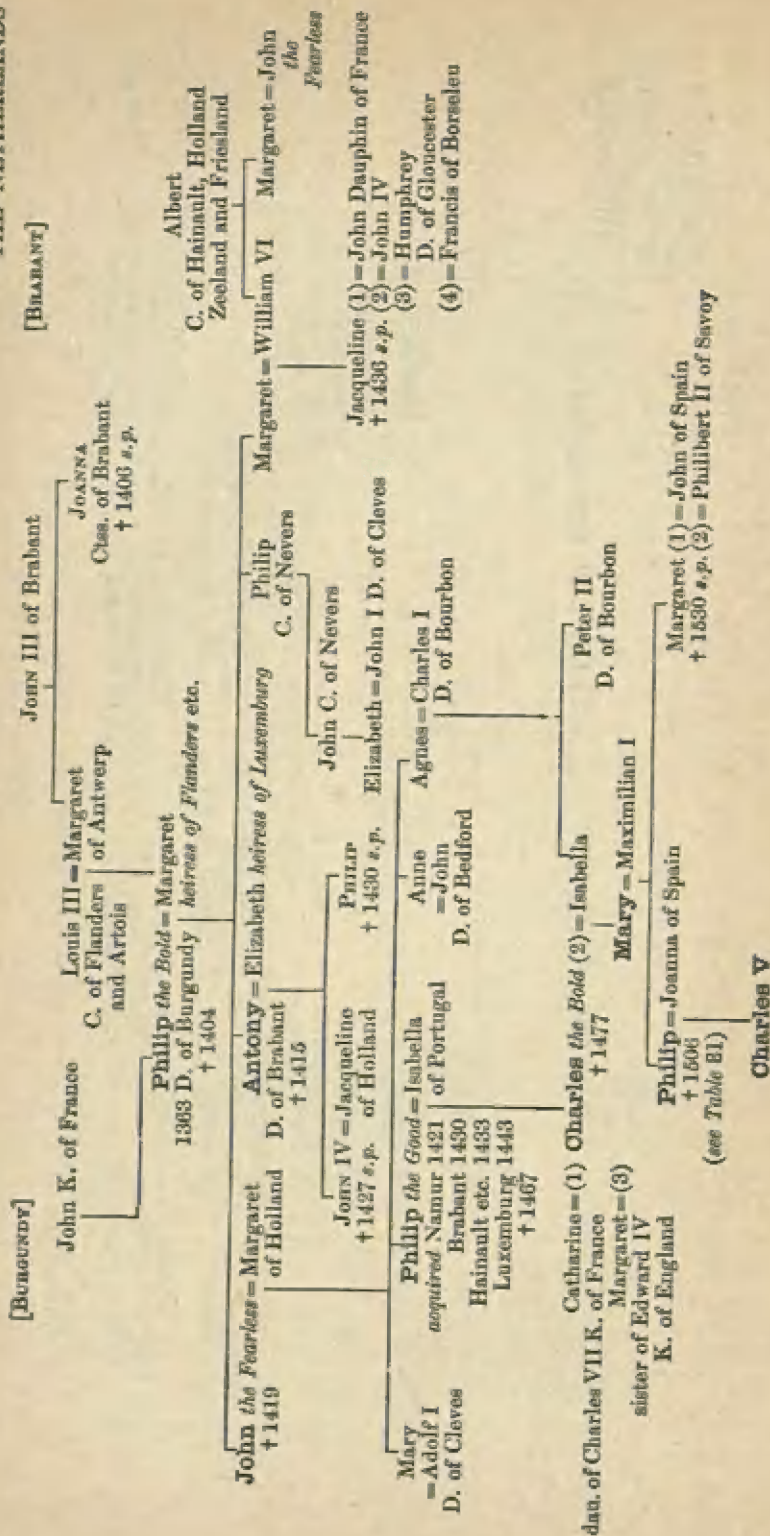 THE NETHERLANDS
[BURGUNDY]
[BRABANT]
JOHN III of Brabant
John K. of France
Louis III = Margaret
C. of Flanders of Antwerp
and Artois
JOANNA
Ctss. of Brabant
† 1406 s.p.
Philip the Bold = Margaret
1363 D. of Burgundy heiress of Flanders etc.
† 1404
Albert
C. of Hainault, Holland
Zeeland and Friesland
John the Fearless = Margaret
† 1419 of Holland
Antony = Elizabeth heiress of Luxemburg
D. of Brabant
† 1415
Philip
C. of Nevers
Margaret = William VI
Margaret = John
the
Fearless
JOHN IV = Jacqueline
† 1427 s.p. of Holland
PHILIP
† 1430 s.p.
John C. of Nevers
Elizabeth = John I D. of Cleves
Jacqueline (1) = John Dauphin of France
† 1436 s.p. (2) = John IV
(3) = Humphrey
D. of Gloucester
(4) = Francis of Borselen
Mary
= Adolf I
D. of Cleves
Philip the Good = Isabella
acquired Namur 1421 of Portugal
Brabant 1430
Hainault etc. 1433
Luxemburg 1443
† 1467
Anne
= John
D. of Bedford
Agnes = Charles I
D. of Bourbon
Catharine = (1) Charles the Bold (2) = Isabella
dau. of Charles VII K. of France † 1477
Margaret = (3)
sister of Edward IV
K. of England
Peter II
D. of Bourbon
Mary = Maximilian I
Philip = Joanna of Spain
† 1506
(see Table 81)
Margaret (1) = John of Spain
† 1530 s.p. (2) = Philibert II of Savoy
Charles V